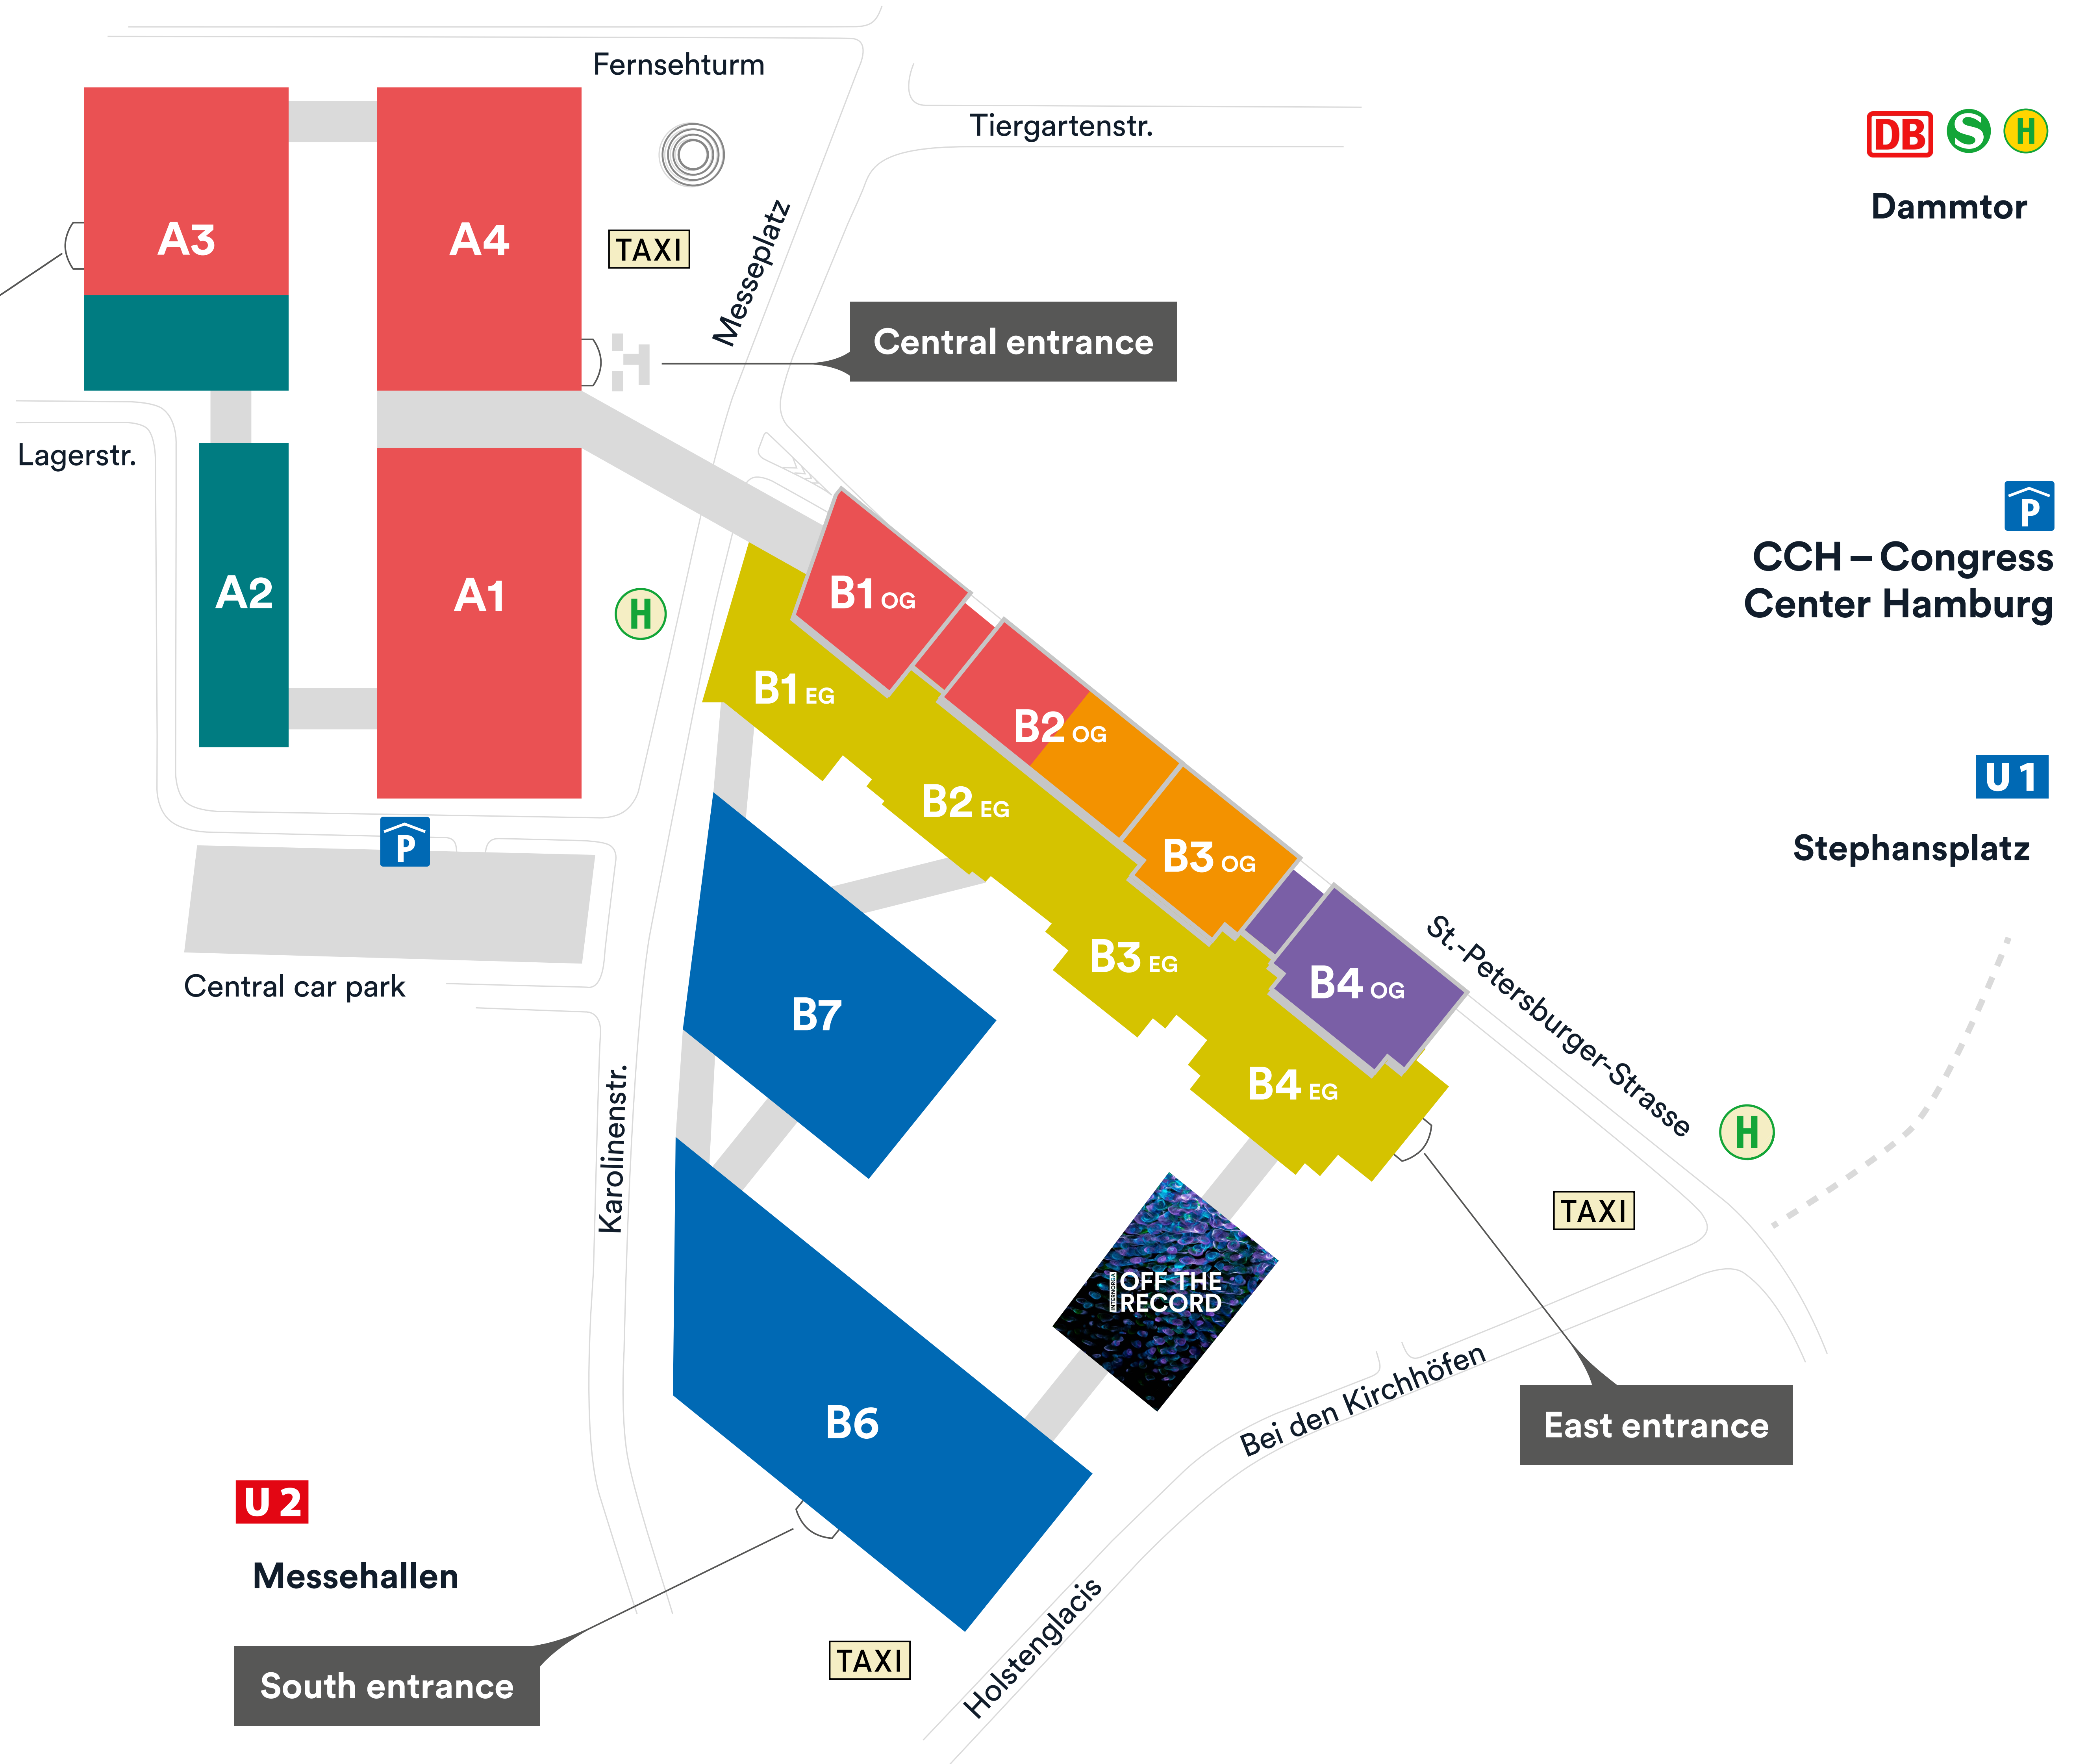 Fernsehturm
Tiergartenstr.
DB
S
H
Dammtor
A3
A4
TAXI
Messeplatz
Central entrance
Lagerstr.
P
CCH – Congress
Center Hamburg
A2
A1
H
B1 OG
B1 EG
B2 OG
B2 EG
U1
Stephansplatz
P
B3 OG
B3 EG
Central car park
B4 OG
B4 EG
St.-Petersburger-Strasse
B7
Karolinenstr.
H
TAXI
INTERNORGA
OFF THE
RECORD
Bei den Kirchhöfen
East entrance
B6
U2
Messehallen
South entrance
TAXI
Holstenglacis